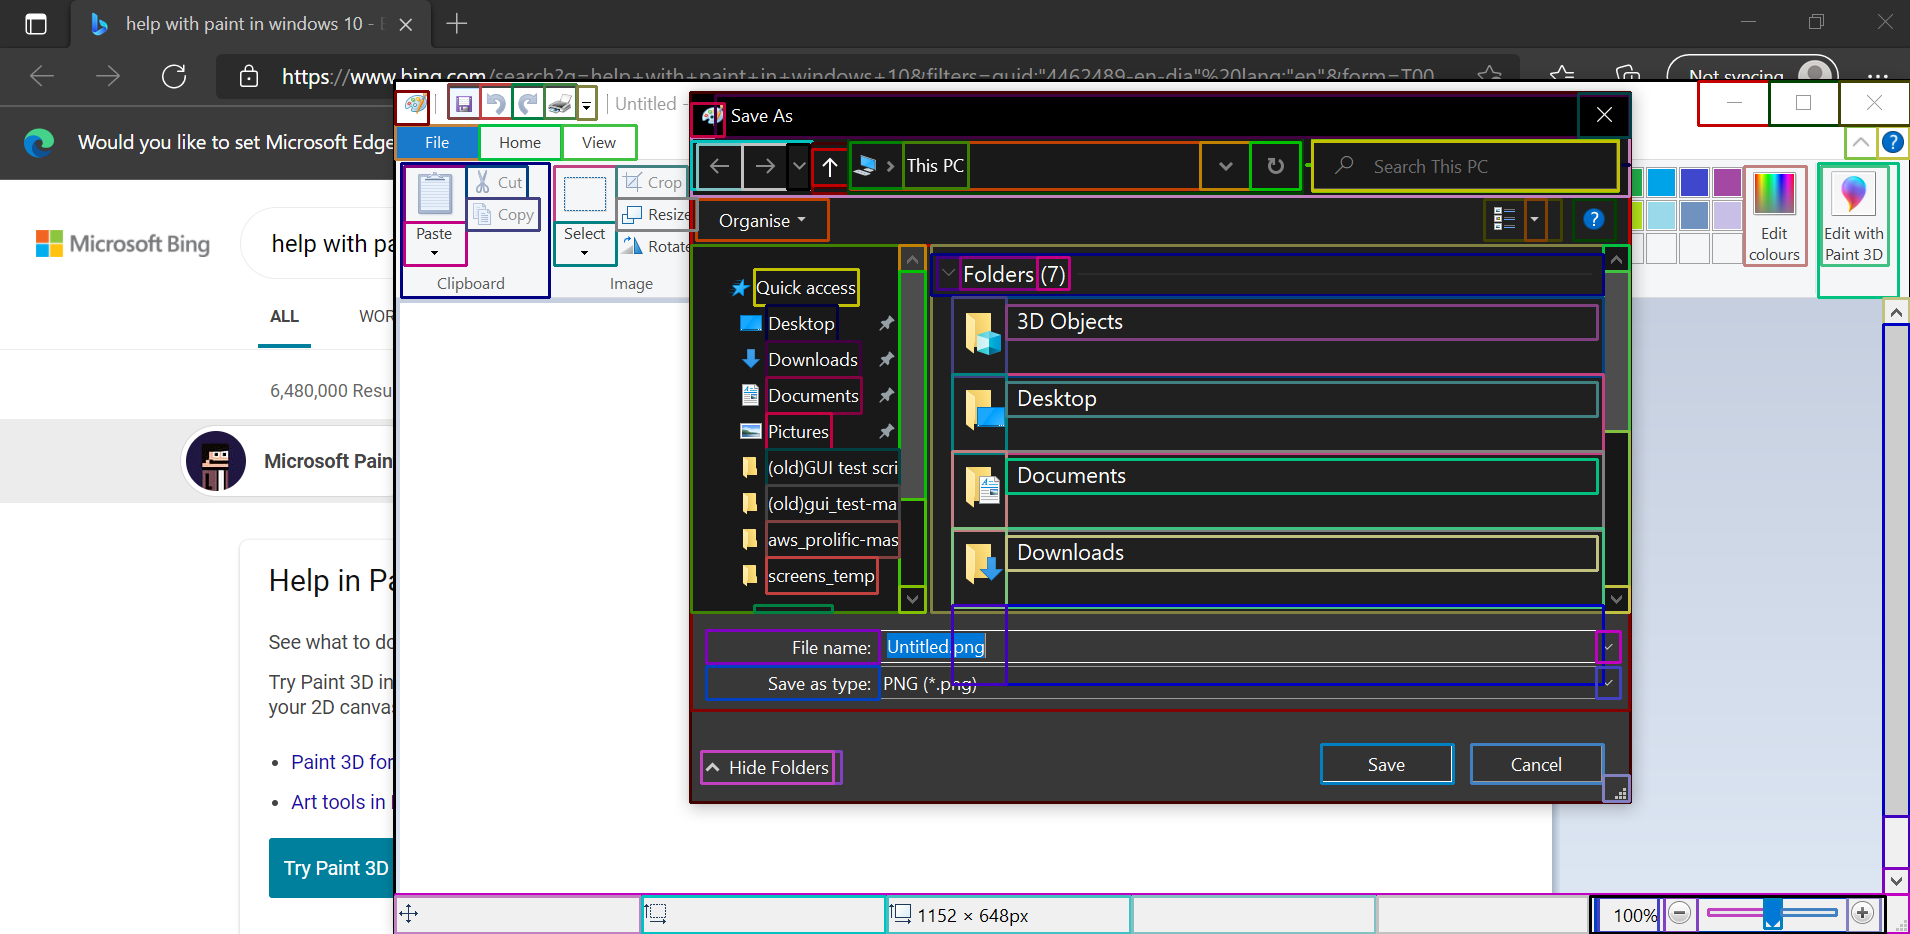 help with paint in windows 10 -
https://www.bing.com/search?q=help+with+paint+in+windows+10&filters=guid:"4462489-en-dia"%20lang:"en"&form=T00
Not syncing
Untitled -
Would you like to set Microsoft Edge
File
Home
View
Save As
This PC
Search This PC
Cut
Copy
Paste
Clipboard
Crop
Resize
Rotate
Select
Image
Organise
Edit
colours
Edit with
Paint 3D
Microsoft Bing
help with pa
Quick access
Desktop
Downloads
Documents
Pictures
(old)GUI test scri
(old)gui_test-ma
aws_prolific-mas
screens_temp
Folders (7)
3D Objects
Desktop
Documents
Downloads
ALL
WOR
6,480,000 Resu
Microsoft Pain
Help in Pa
See what to do
Try Paint 3D in
your 2D canvas
Paint 3D for
Art tools in
Try Paint 3D
File name:
Untitled.png
Save as type:
PNG (*.png)
Hide Folders
Save
Cancel
1152 × 648px
100%